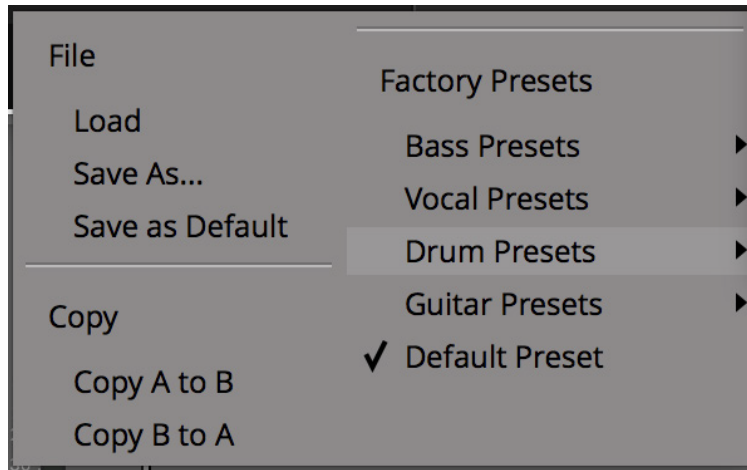 File
Load
Save As...
Save as Default
Copy
Copy A to B
Copy B to A
Factory Presets
Bass Presets
Vocal Presets
Drum Presets
Guitar Presets
Default Preset